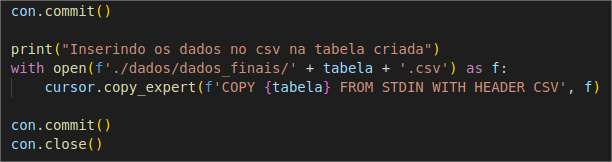 con.commit()
print("Inserindo os dados no csv na tabela criada")
with open(f'./dados/dados_finais/' + tabela + '.csv') as f:
    cursor.copy_expert(f'COPY {tabela} FROM STDIN WITH HEADER CSV', f)
con.commit()
con.close()